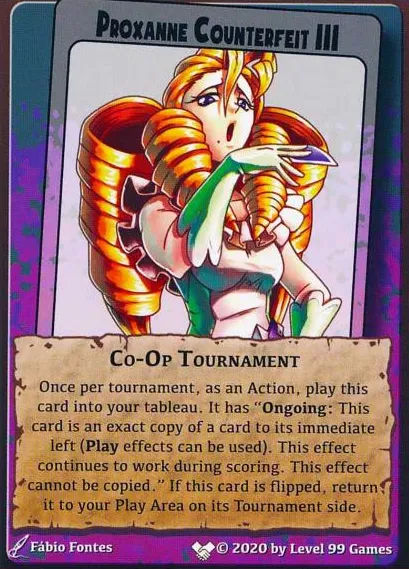 PROXANNE COUNTERFEIT III
CO-OP TOURNAMENT
Once per tournament, as an Action, play this
card into your tableau. It has “Ongoing: This
card is an exact copy of a card to its immediate
left (Play effects can be used). This effect
continues to work during scoring. This effect
cannot be copied.” If this card is flipped, return
it to your Play Area on its Tournament side.
Fábio Fontes
© 2020 by Level 99 Games